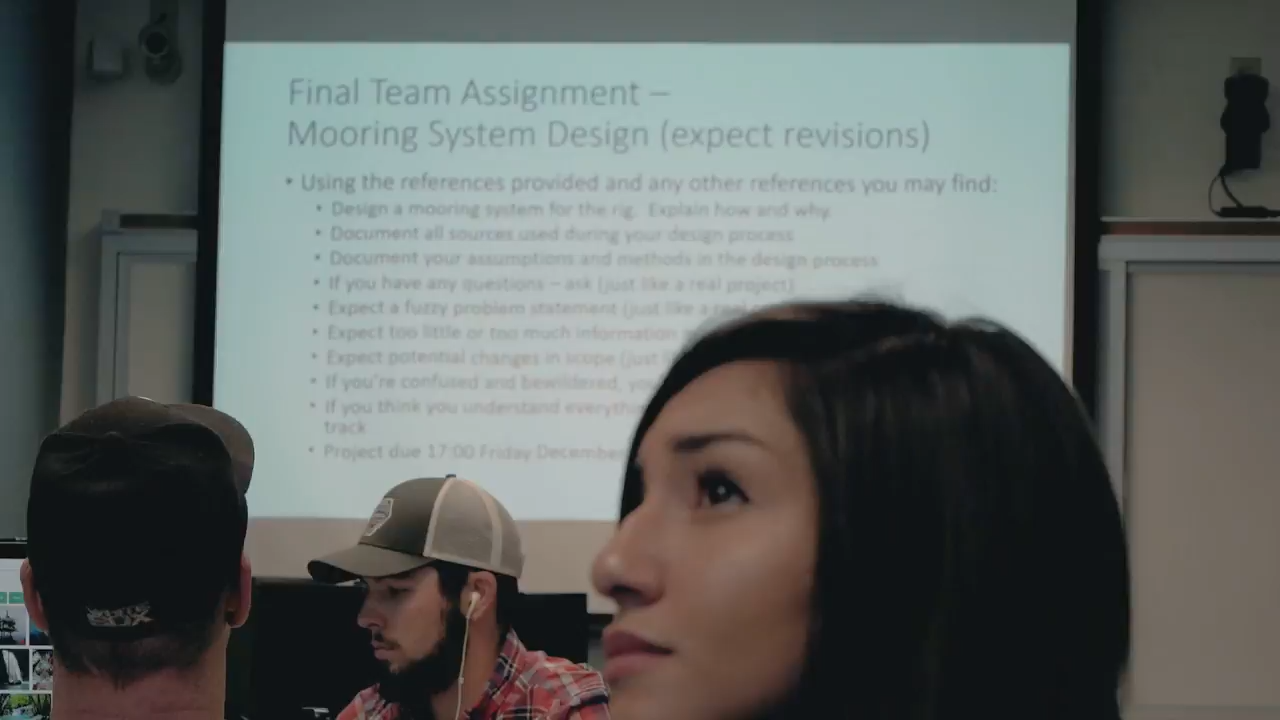 Final Team Assignment –
Mooring System Design (expect revisions)
• Using the references provided and any other references you may find:
• Design a mooring system for the rig. Explain how and why.
• Document all sources used during your design process
• Document your assumptions and methods in the design process
• If you have any questions – ask (just like a real project)
• Expect a fuzzy problem statement (just like a real
• Expect too little or too much information
• Expect potential changes in scope (just
• If you're confused and bewildered,
• If you think you understand
track
• Project due 17:00 Friday December
WHITE
SOX